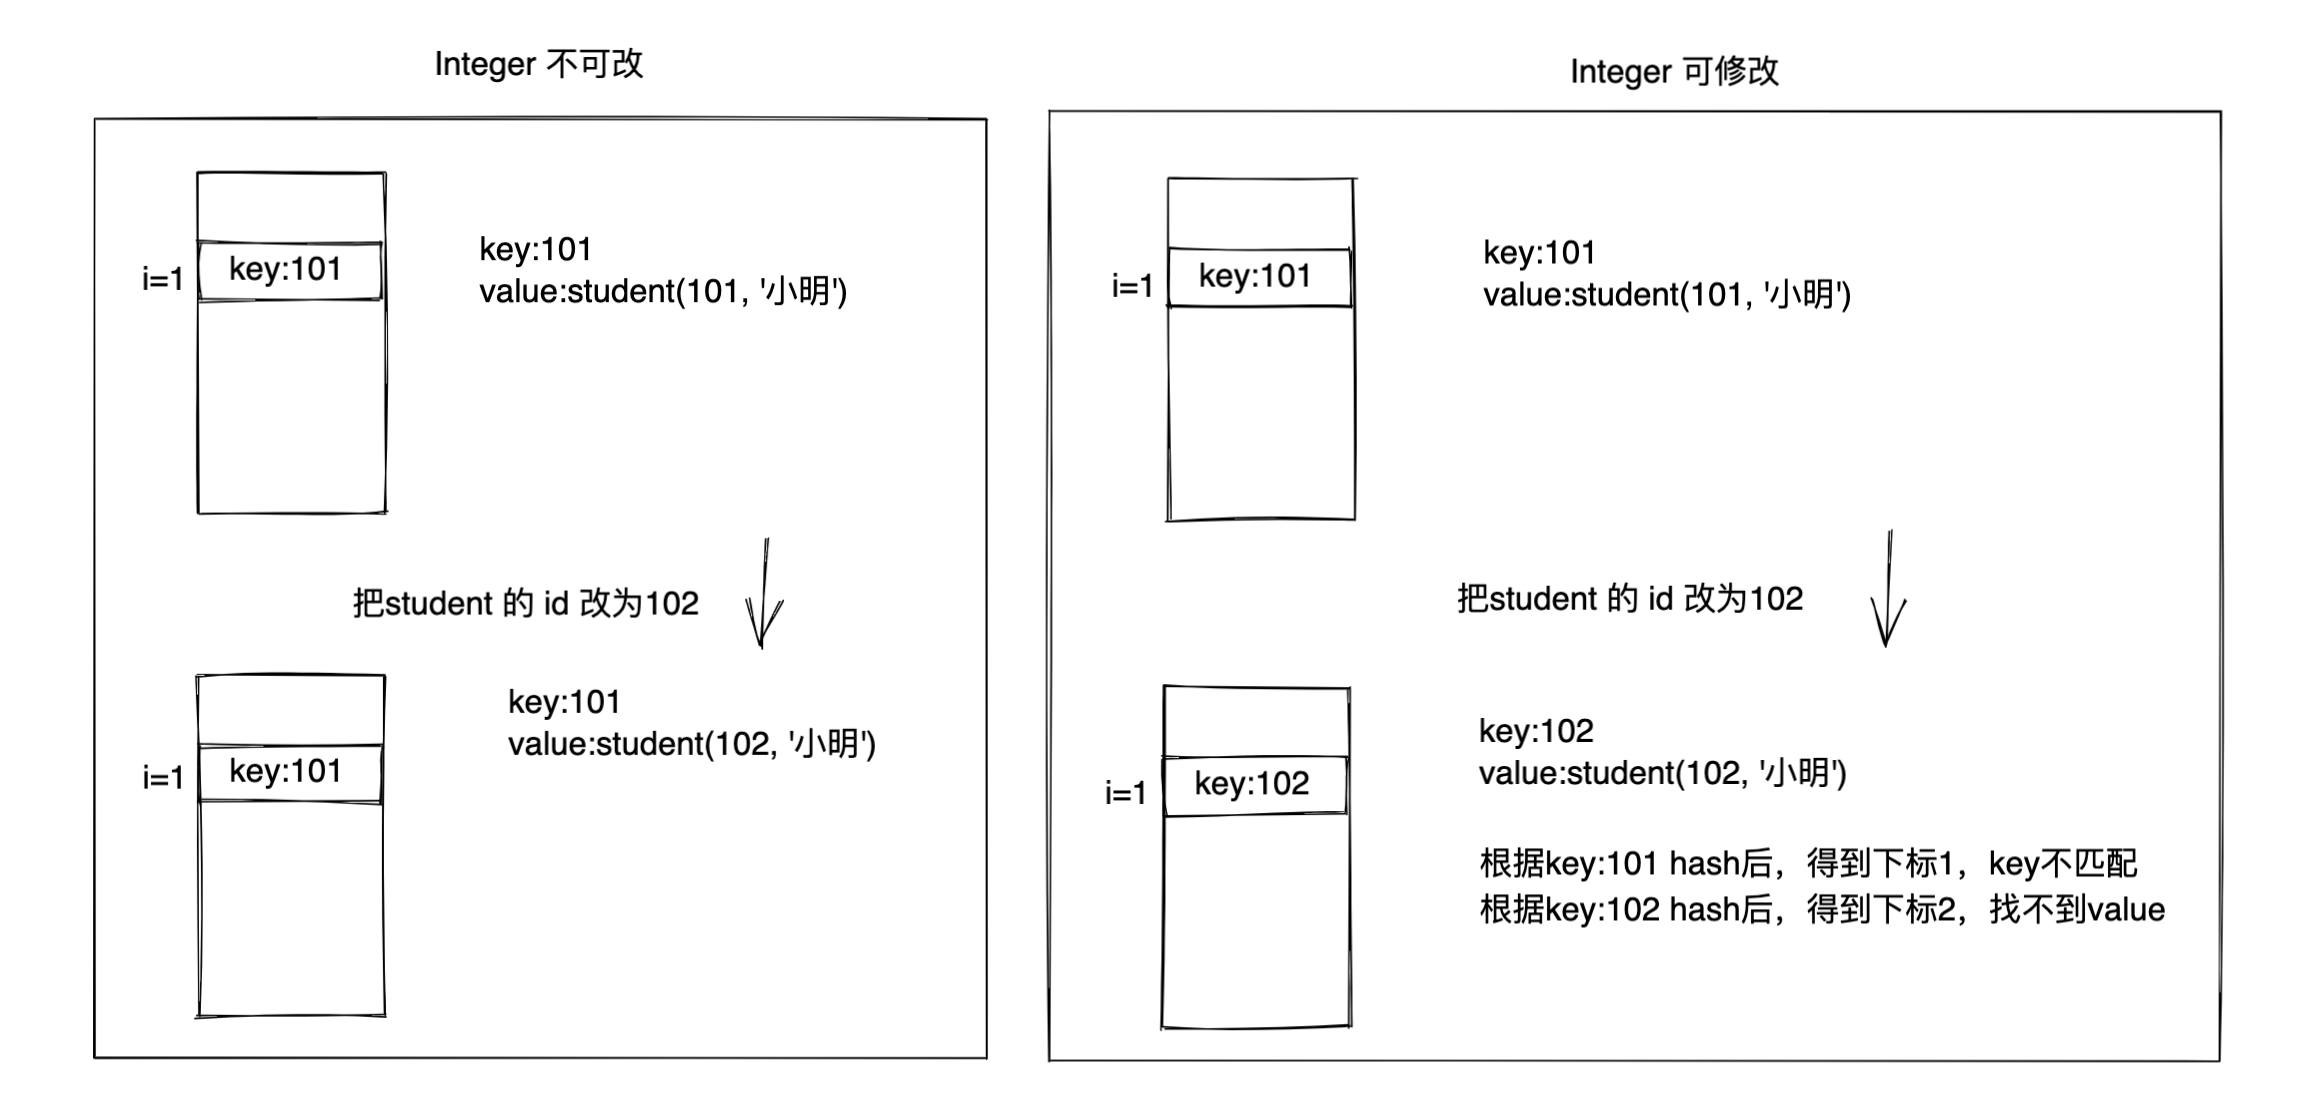 Integer 不可改
i=1
key:101
key:101
value:student(101, '小明')
把student 的 id 改为102
i=1
key:101
key:101
value:student(102, '小明')
Integer 可修改
i=1
key:101
key:101
value:student(101, '小明')
把student 的 id 改为102
i=1
key:102
key:102
value:student(102, '小明')
根据key:101 hash后，得到下标1，key不匹配
根据key:102 hash后，得到下标2，找不到value